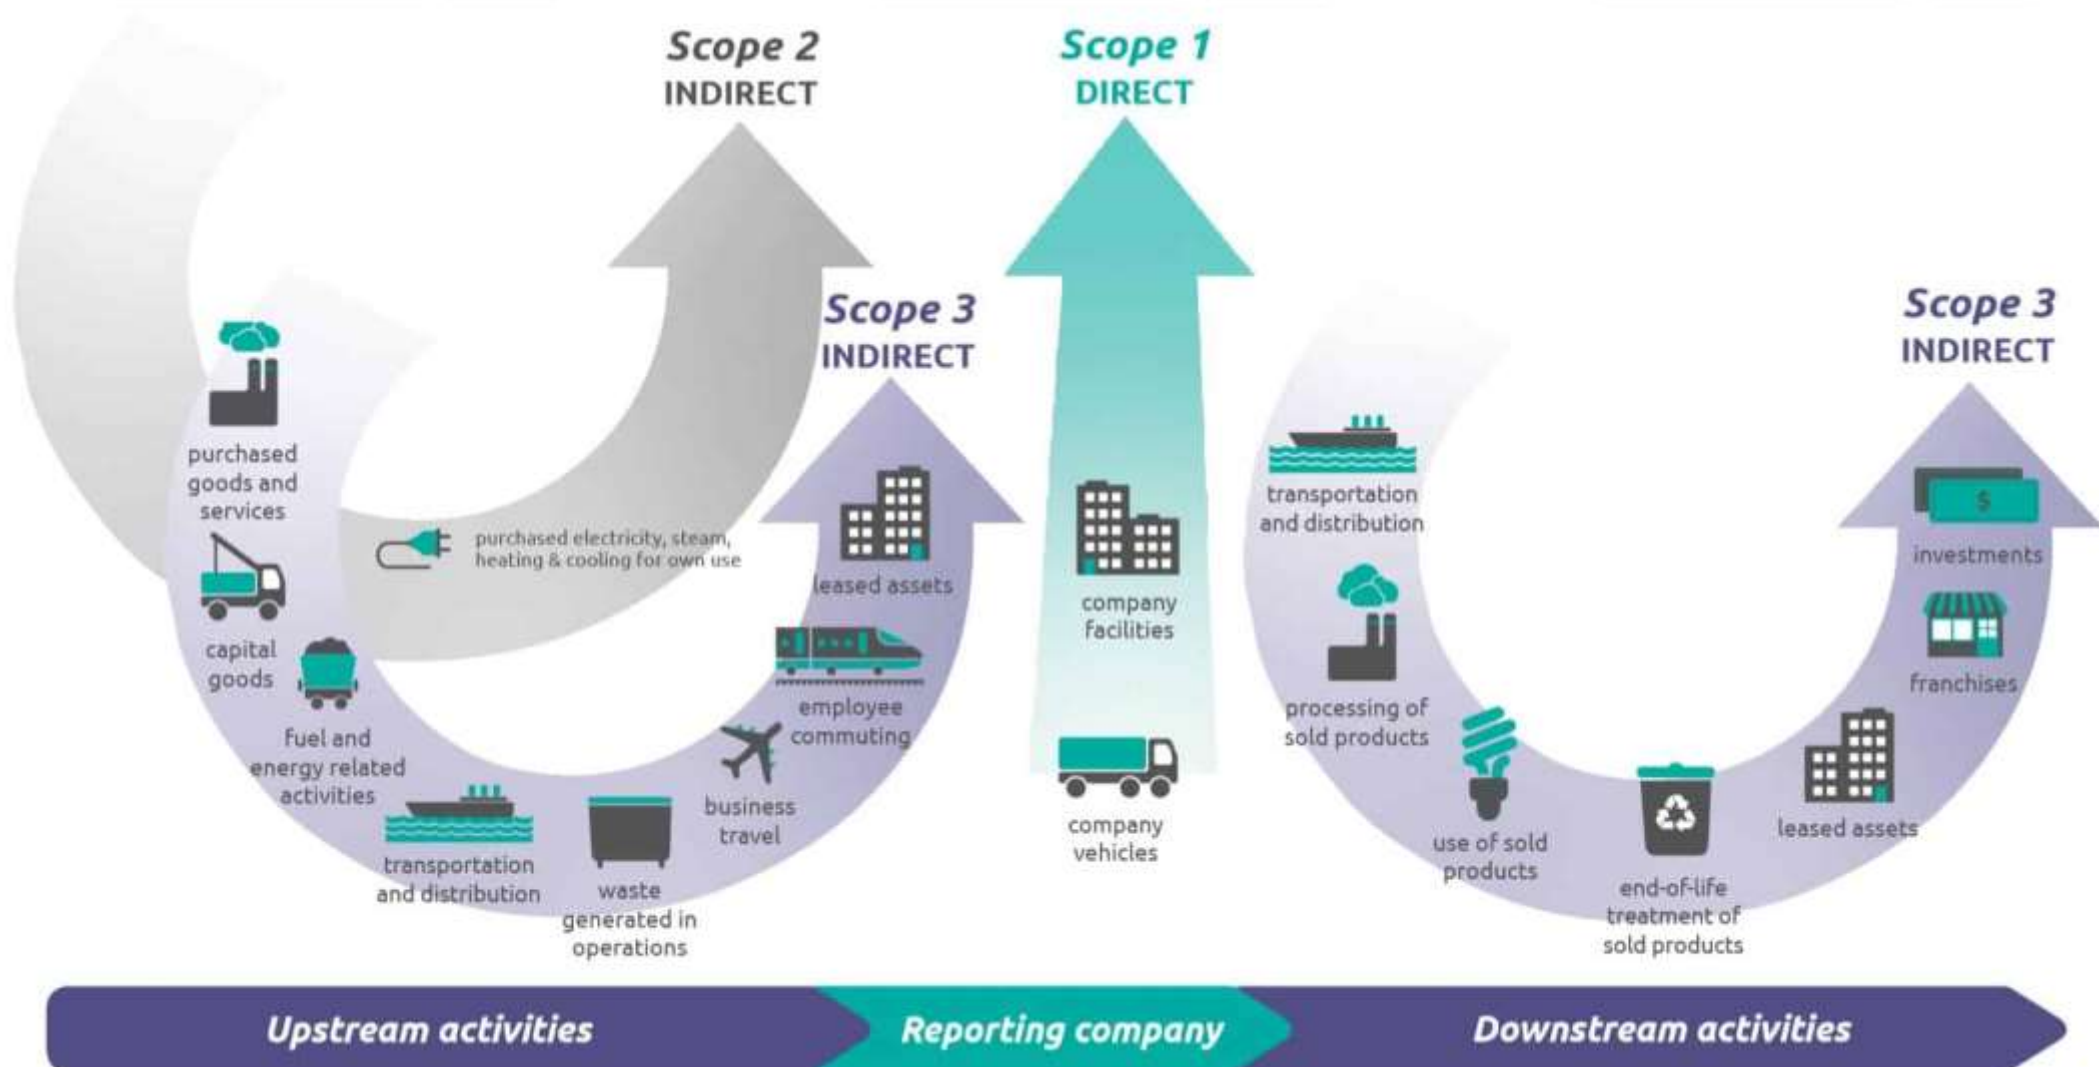 Scope 2
INDIRECT
Scope 1
DIRECT
Scope 3
INDIRECT
Scope 3
INDIRECT
purchased
goods and
services
capital
goods
fuel and
energy related
activities
purchased electricity, steam,
heating & cooling for own use
transportation
and distribution
waste
generated in
operations
business
travel
employee
commuting
leased assets
company
facilities
company
vehicles
transportation
and distribution
processing of
sold products
use of sold
products
end-of-life
treatment of
sold products
leased assets
franchises
$
investments
Upstream activities
Reporting company
Downstream activities